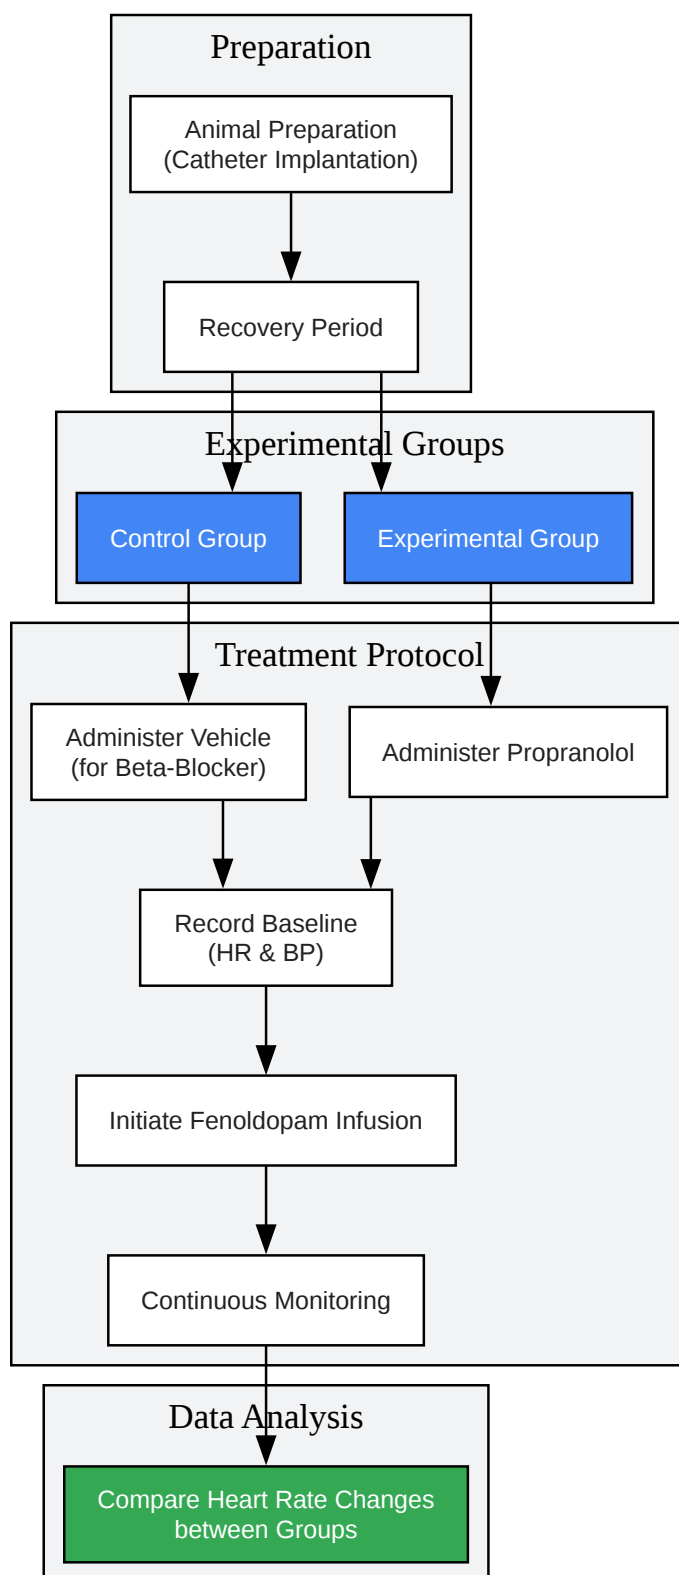 Preparation
Animal Preparation
(Catheter Implantation)
Recovery Period
Experimental Groups
Control Group
Experimental Group
Treatment Protocol
Administer Vehicle
(for Beta-Blocker)
Administer Propranolol
Record Baseline
(HR & BP)
Initiate Fenoldopam Infusion
Continuous Monitoring
Data Analysis
Compare Heart Rate Changes
between Groups